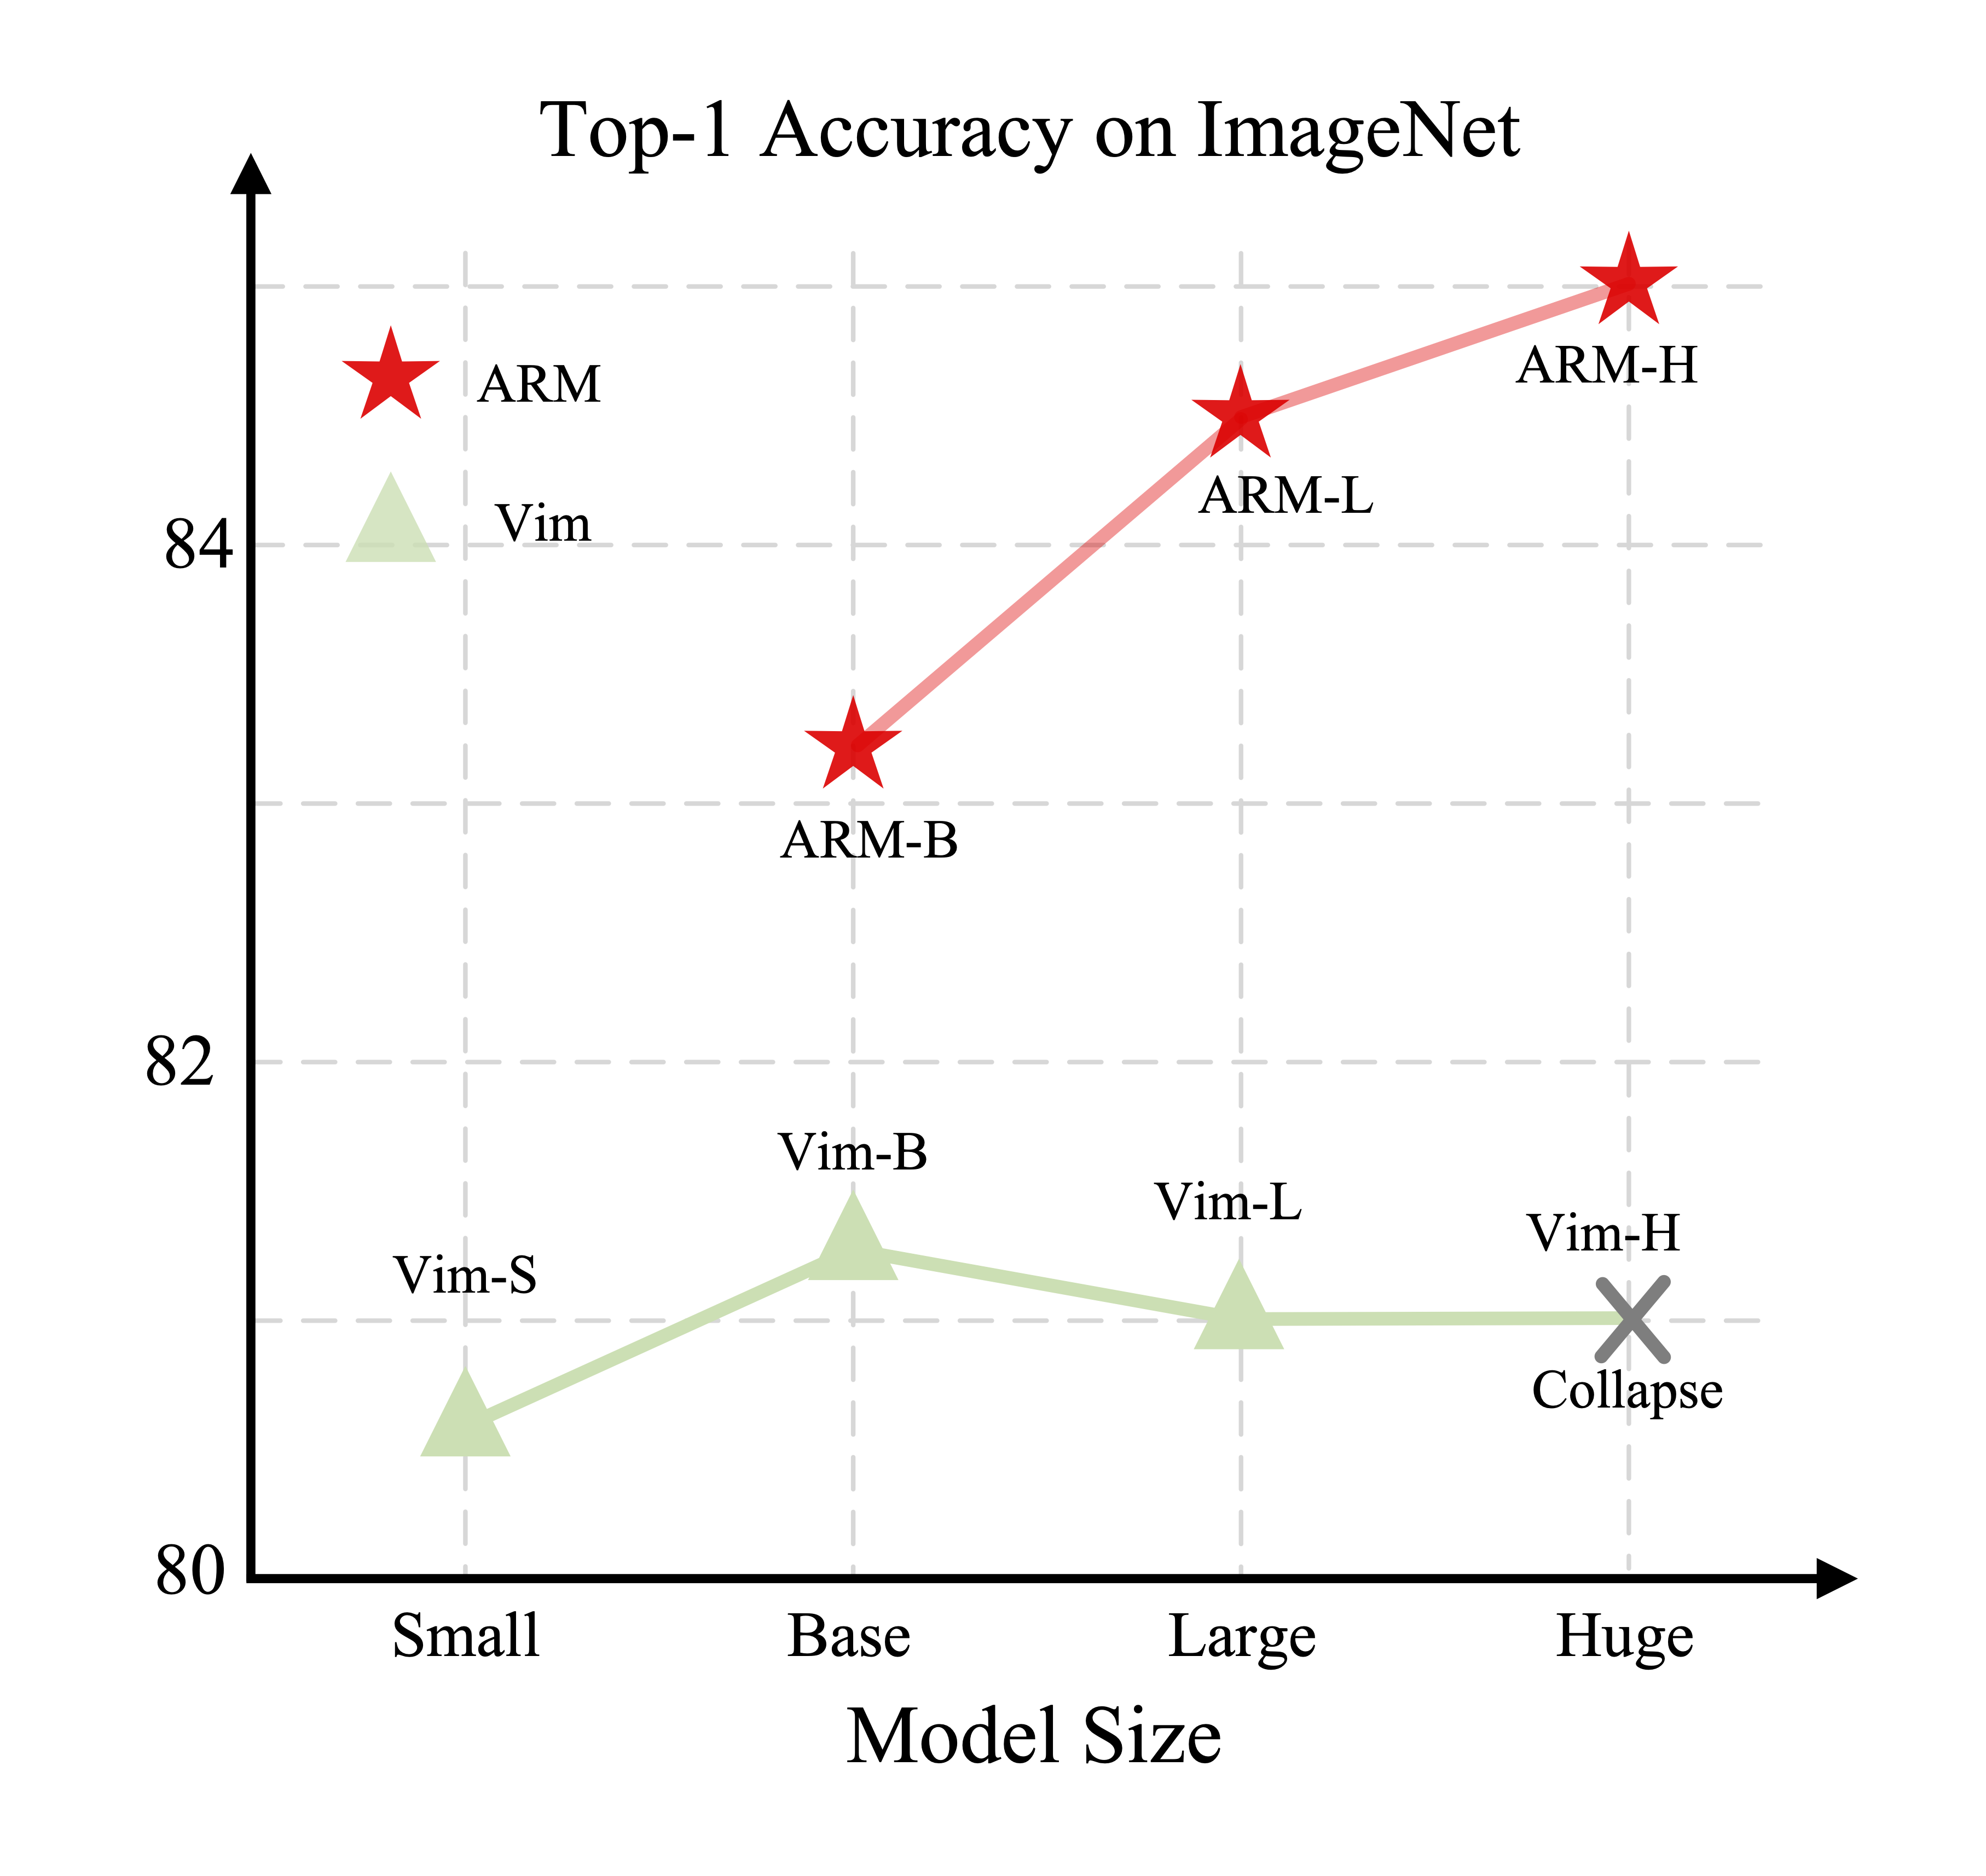 Top-1 Accuracy on ImageNet
ARM-H
ARM
ARM-L
Vim
84
ARM-B
82
Vim-B
Vim-L
Vim-H
Vim-S
Collapse
80
Small Base Large Huge
Model Size